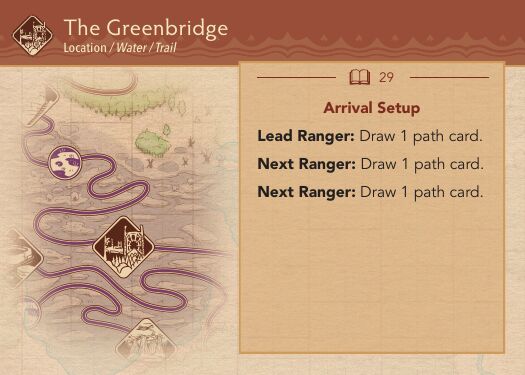 The Greenbridge
Location / Water / Trail
29
Arrival Setup
Lead Ranger: Draw 1 path card.
Next Ranger: Draw 1 path card.
Next Ranger: Draw 1 path card.